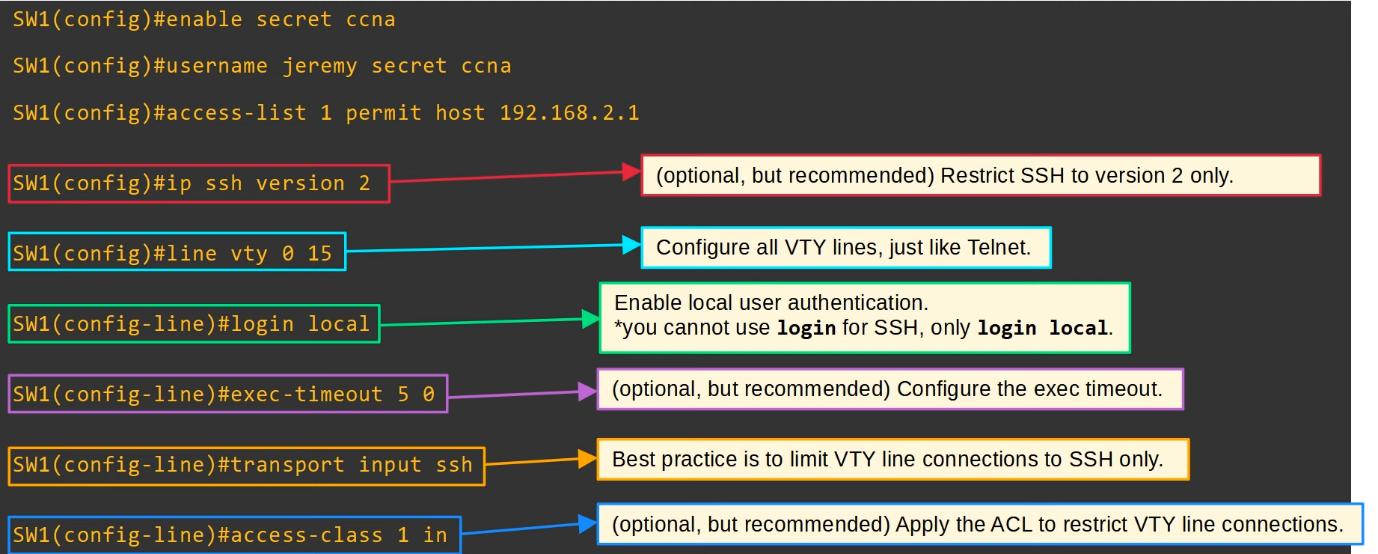 SW1(config)#enable secret ccna
SW1(config)#username jeremy secret ccna
SW1(config)#access-list 1 permit host 192.168.2.1
SW1(config)#ip ssh version 2
(optional, but recommended) Restrict SSH to version 2 only.
SW1(config)#line vty 0 15
Configure all VTY lines, just like Telnet.
SW1(config-line)#login local
Enable local user authentication.
*you cannot use login for SSH, only login local.
SW1(config-line)#exec-timeout 5 0
(optional, but recommended) Configure the exec timeout.
SW1(config-line)#transport input ssh
Best practice is to limit VTY line connections to SSH only.
SW1(config-line)#access-class 1 in
(optional, but recommended) Apply the ACL to restrict VTY line connections.